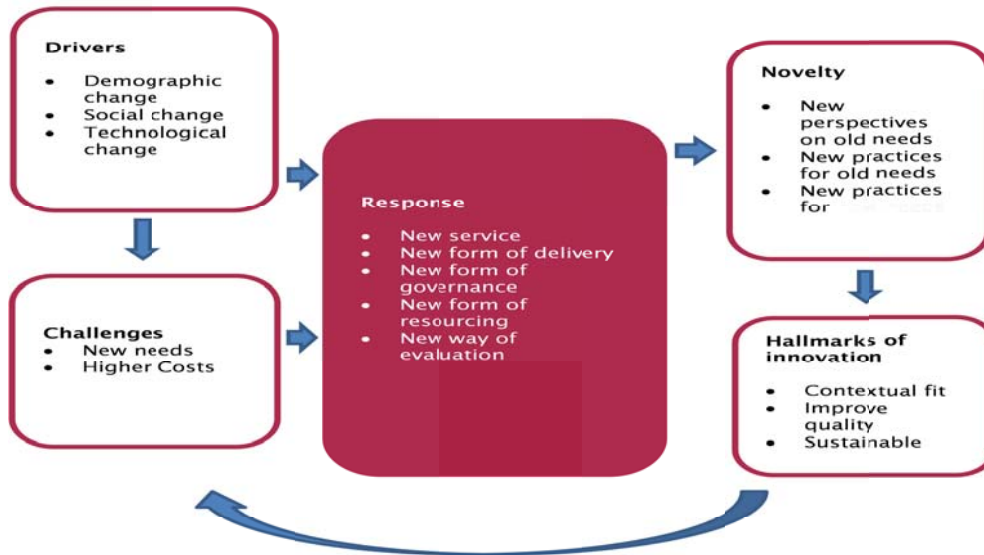 Drivers
• Demographic
change
• Social change
• Technological
change
Challenges
• New needs
• Higher Costs
Response
• New service
• New form of delivery
• New form of
governance
• New form of
resourcing
• New way of
evaluation
Novelty
• New
perspectives
on old needs
• New practices
for old needs
• New practices
for
Hallmarks of
innovation
• Contextual fit
• Improve
quality
• Sustainable